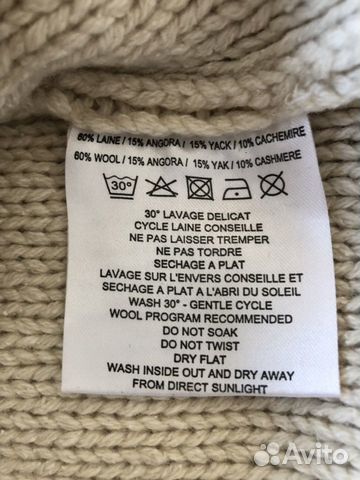 60% LAINE / 15% ANGORA / 15% YACK / 10% CACHEMIRE
60% WOOL / 15% ANGORA / 15% YAK / 10% CASHMERE
30°
30° LAVAGE DELICAT
CYCLE LAINE CONSEILLE
NE PAS LAISSER TREMPER
NE PAS TORDRE
SECHAGE A PLAT
LAVAGE SUR L'ENVERS CONSEILLE ET
SECHAGE A PLAT A L'ABRI DU SOLEIL
WASH 30° - GENTLE CYCLE
WOOL PROGRAM RECOMMENDED
DO NOT SOAK
DO NOT TWIST
DRY FLAT
WASH INSIDE OUT AND DRY AWAY
FROM DIRECT SUNLIGHT
Avito